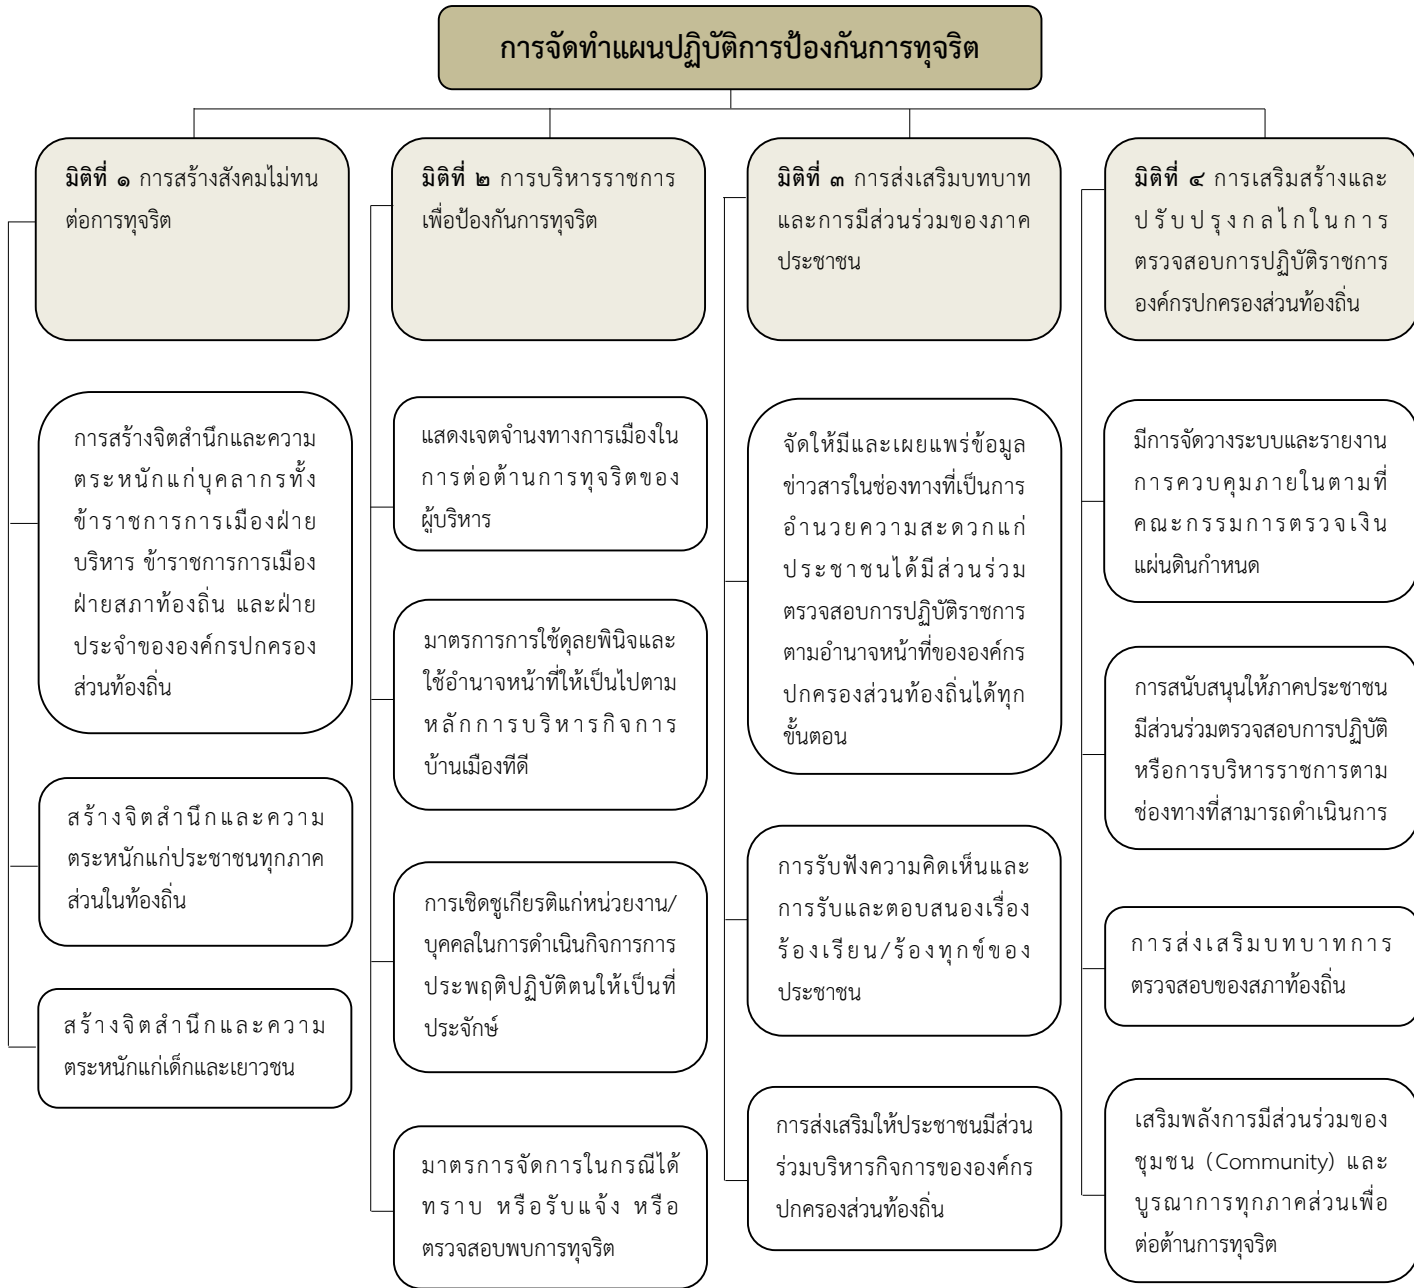 การจัดทำแผนปฏิบัติการป้องกันการทุจริต
มิติที่ ๑ การสร้างสังคมไม่ทน
ต่อการทุจริต
การสร้างจิตสำนึกและความ
ตระหนักแก่บุคลากรทั้ง
ข้าราชการการเมืองฝ่าย
บริหาร ข้าราชการการเมือง
ฝ่ายสภาท้องถิ่น และฝ่าย
ประจำขององค์กรปกครอง
ส่วนท้องถิ่น
สร้างจิตสำนึกและความ
ตระหนักแก่ประชาชนทุกภาค
ส่วนในท้องถิ่น
สร้างจิตสำนึกและความ
ตระหนักแก่เด็กและเยาวชน
มิติที่ ๒ การบริหารราชการ
เพื่อป้องกันการทุจริต
แสดงเจตจำนงทางการเมืองใน
การต่อต้านการทุจริตของ
ผู้บริหาร
มาตรการการใช้ดุลยพินิจและ
ใช้อำนาจหน้าที่ให้เป็นไปตาม
หลักการบริหารกิจการ
บ้านเมืองทีดี
การเชิดชูเกียรติแก่หน่วยงาน/
บุคคลในการดำเนินกิจการการ
ประพฤติปฏิบัติตนให้เป็นที่
ประจักษ์
มาตรการจัดการในกรณีได้
ทราบ หรือรับแจ้ง หรือ
ตรวจสอบพบการทุจริต
มิติที่ ๓ การส่งเสริมบทบาท
และการมีส่วนร่วมของภาค
ประชาชน
จัดให้มีและเผยแพร่ข้อมูล
ข่าวสารในช่องทางที่เป็นการ
อำนวยความสะดวกแก่
ประชาชนได้มีส่วนร่วม
ตรวจสอบการปฏิบัติราชการ
ตามอำนาจหน้าที่ขององค์กร
ปกครองส่วนท้องถิ่นได้ทุก
ขั้นตอน
การรับฟังความคิดเห็นและ
การรับและตอบสนองเรื่อง
ร้องเรียน/ร้องทุกข์ของ
ประชาชน
การส่งเสริมให้ประชาชนมีส่วน
ร่วมบริหารกิจการขององค์กร
ปกครองส่วนท้องถิ่น
มิติที่ ๔ การเสริมสร้างและ
ปรับปรุงกลไกในการ
ตรวจสอบการปฏิบัติราชการ
องค์กรปกครองส่วนท้องถิ่น
มีการจัดวางระบบและรายงาน
การควบคุมภายในตามที่
คณะกรรมการตรวจเงิน
แผ่นดินกำหนด
การสนับสนุนให้ภาคประชาชน
มีส่วนร่วมตรวจสอบการปฏิบัติ
หรือการบริหารราชการตาม
ช่องทางที่สามารถดำเนินการ
การส่งเสริมบทบาทการ
ตรวจสอบของสภาท้องถิ่น
เสริมพลังการมีส่วนร่วมของ
ชุมชน (Community) และ
บูรณาการทุกภาคส่วนเพื่อ
ต่อต้านการทุจริต